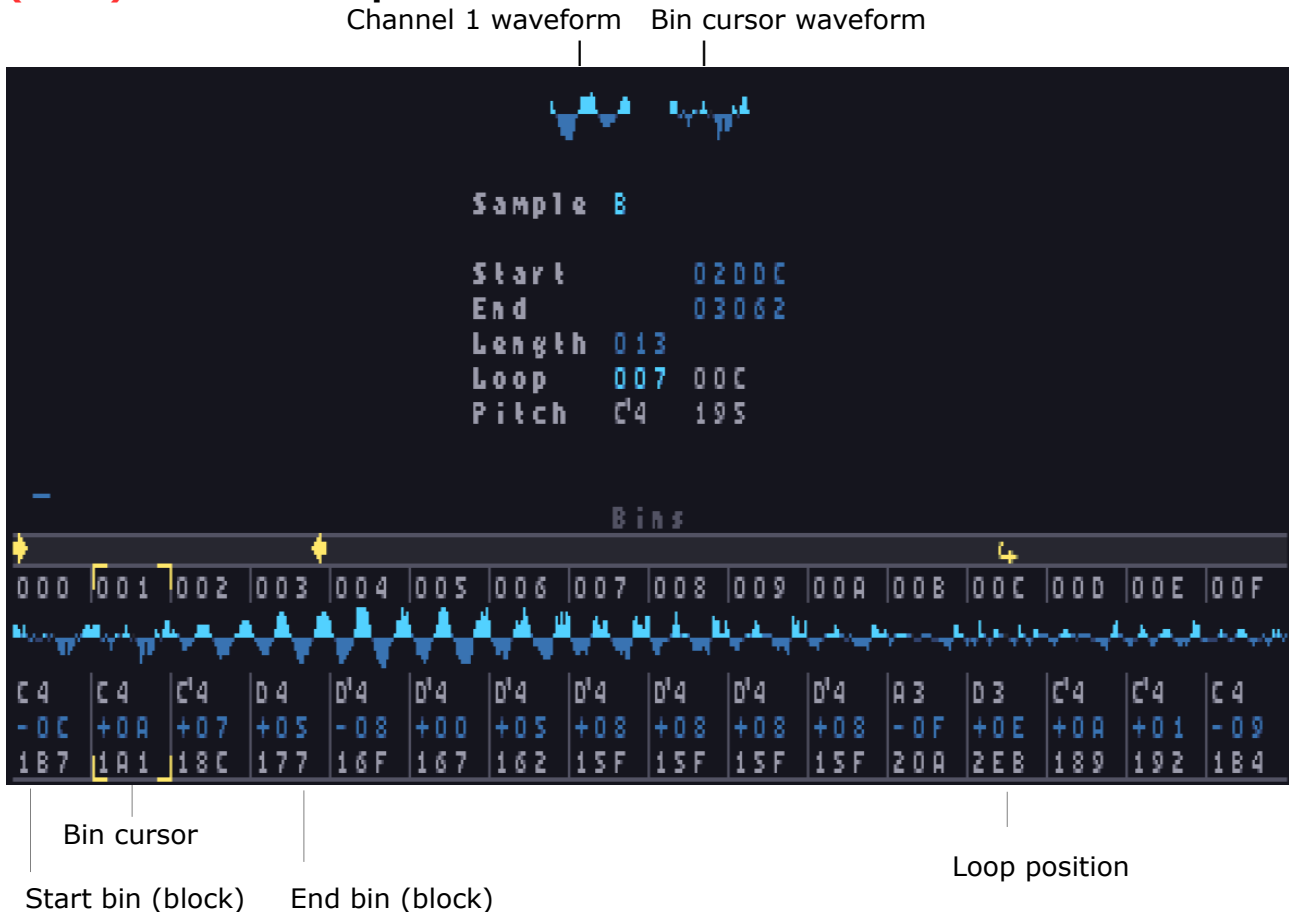 Channel 1 waveform Bin cursor waveform
Sample B
Start 02DDC
End 03062
Length 013
Loop 007 00C
Pitch C'4 195
Bins
000 001 002 003 004 005 006 007 008 009 00A 00B 00C 00D 00E 00F
C4 C4 C'4 D4 D'4 D'4 D'4 D'4 D'4 D'4 D'4 A3 D3 C'4 C'4 C4
-0C +0A +07 +05 -08 +00 +05 +08 +08 +08 +08 -0F +0E +0A +01 -09
1B7 1A1 18C 177 16F 167 162 15F 15F 15F 15F 20A 2EB 189 192 1B4
Bin cursor
Loop position
Start bin (block) End bin (block)